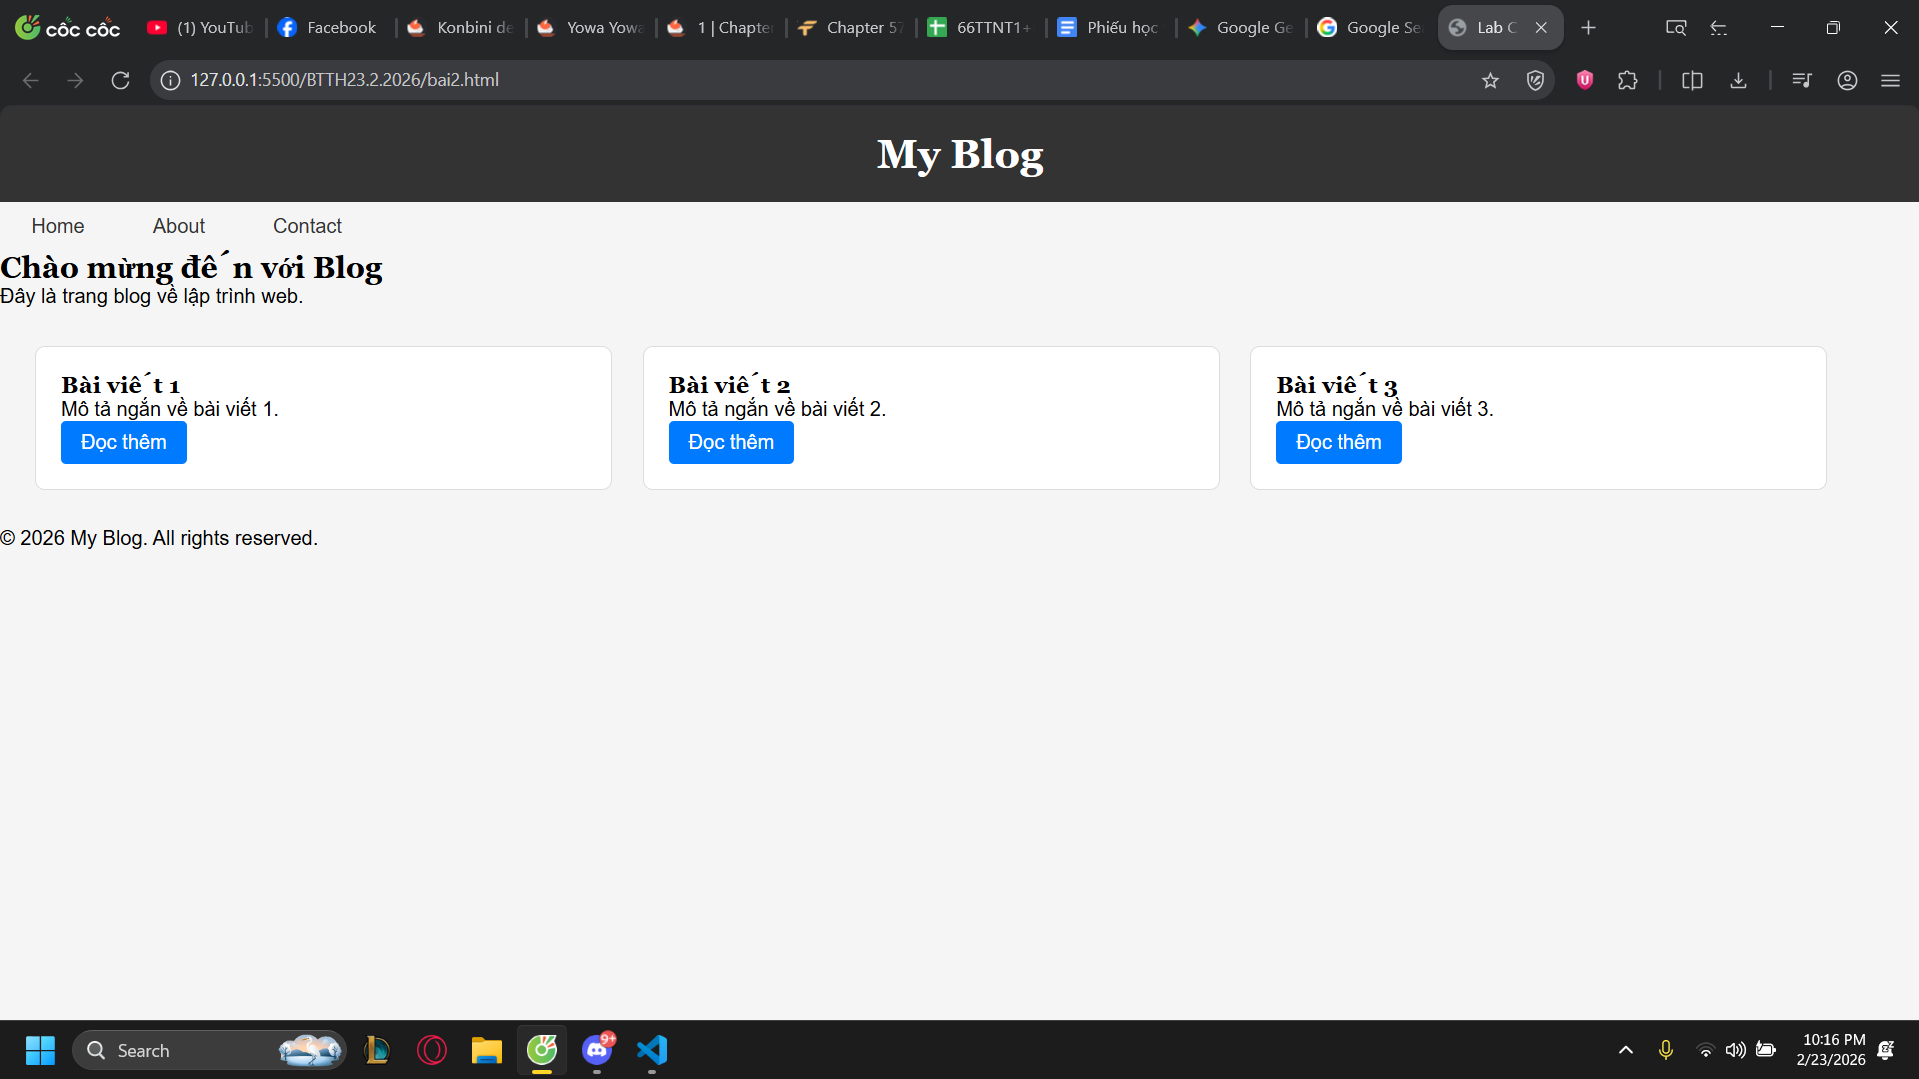 cốc cốc
(1) YouTub
Facebook
Konbini de
Yowa Yowa
1 | Chapter
Chapter 57
66TTNT1+
Phiếu học
Google Ge
Google Se
Lab C
127.0.0.1:5500/BTTH23.2.2026/bai2.html
My Blog
Home About Contact
Chào mừng đến với Blog
Đây là trang blog về lập trình web.
Bài viết 1
Mô tả ngắn về bài viết 1.
Đọc thêm
Bài viết 2
Mô tả ngắn về bài viết 2.
Đọc thêm
Bài viết 3
Mô tả ngắn về bài viết 3.
Đọc thêm
© 2026 My Blog. All rights reserved.
Search
9+
10:16 PM
2/23/2026